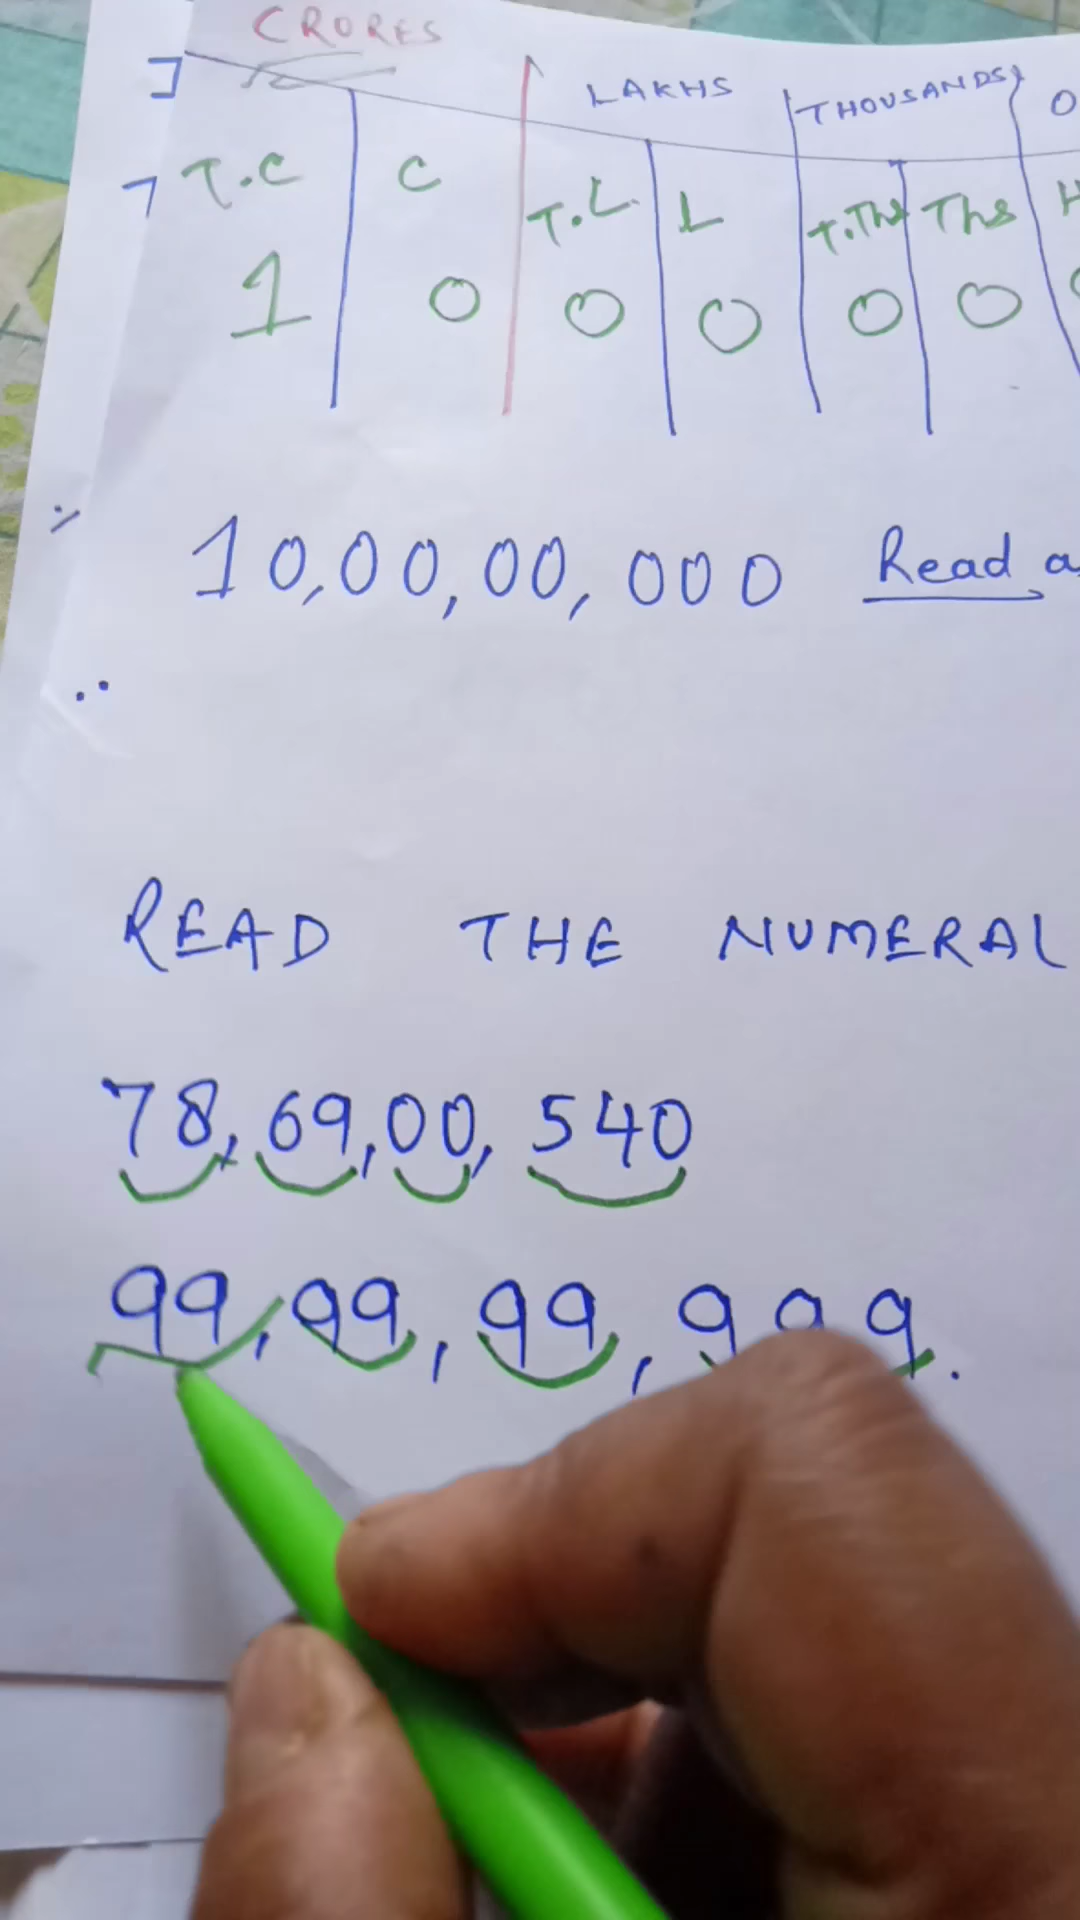 CRORES
LAKHS THOUSANDS O
T.C C T.L. L T.Ths Ths H
1 0 0 0 0 0
10,00,00,000 Read a
READ THE NUMERAL
78,69,00,540
99,99,99,999.